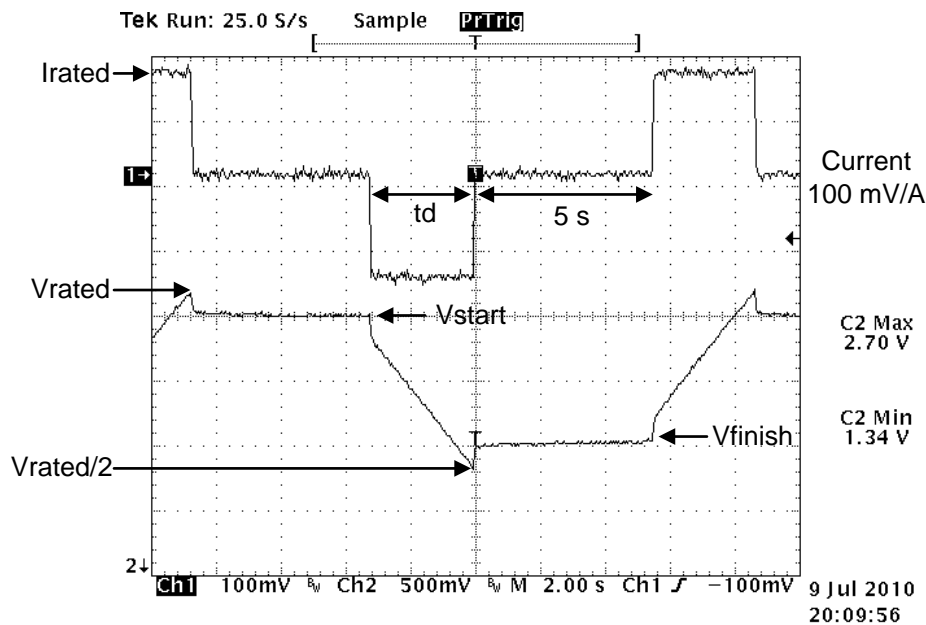 Tek Run: 25.0 S/s Sample PrTrig
[ T ]
Irated
1
T
Current
100 mV/A
td
5 s
Vrated
Vstart
C2 Max
2.70 V
C2 Min
1.34 V
T
Vfinish
Vrated/2
2
Ch1 100mV BW Ch2 500mV BW M 2.00 s Ch1 -100mV
9 Jul 2010
20:09:56